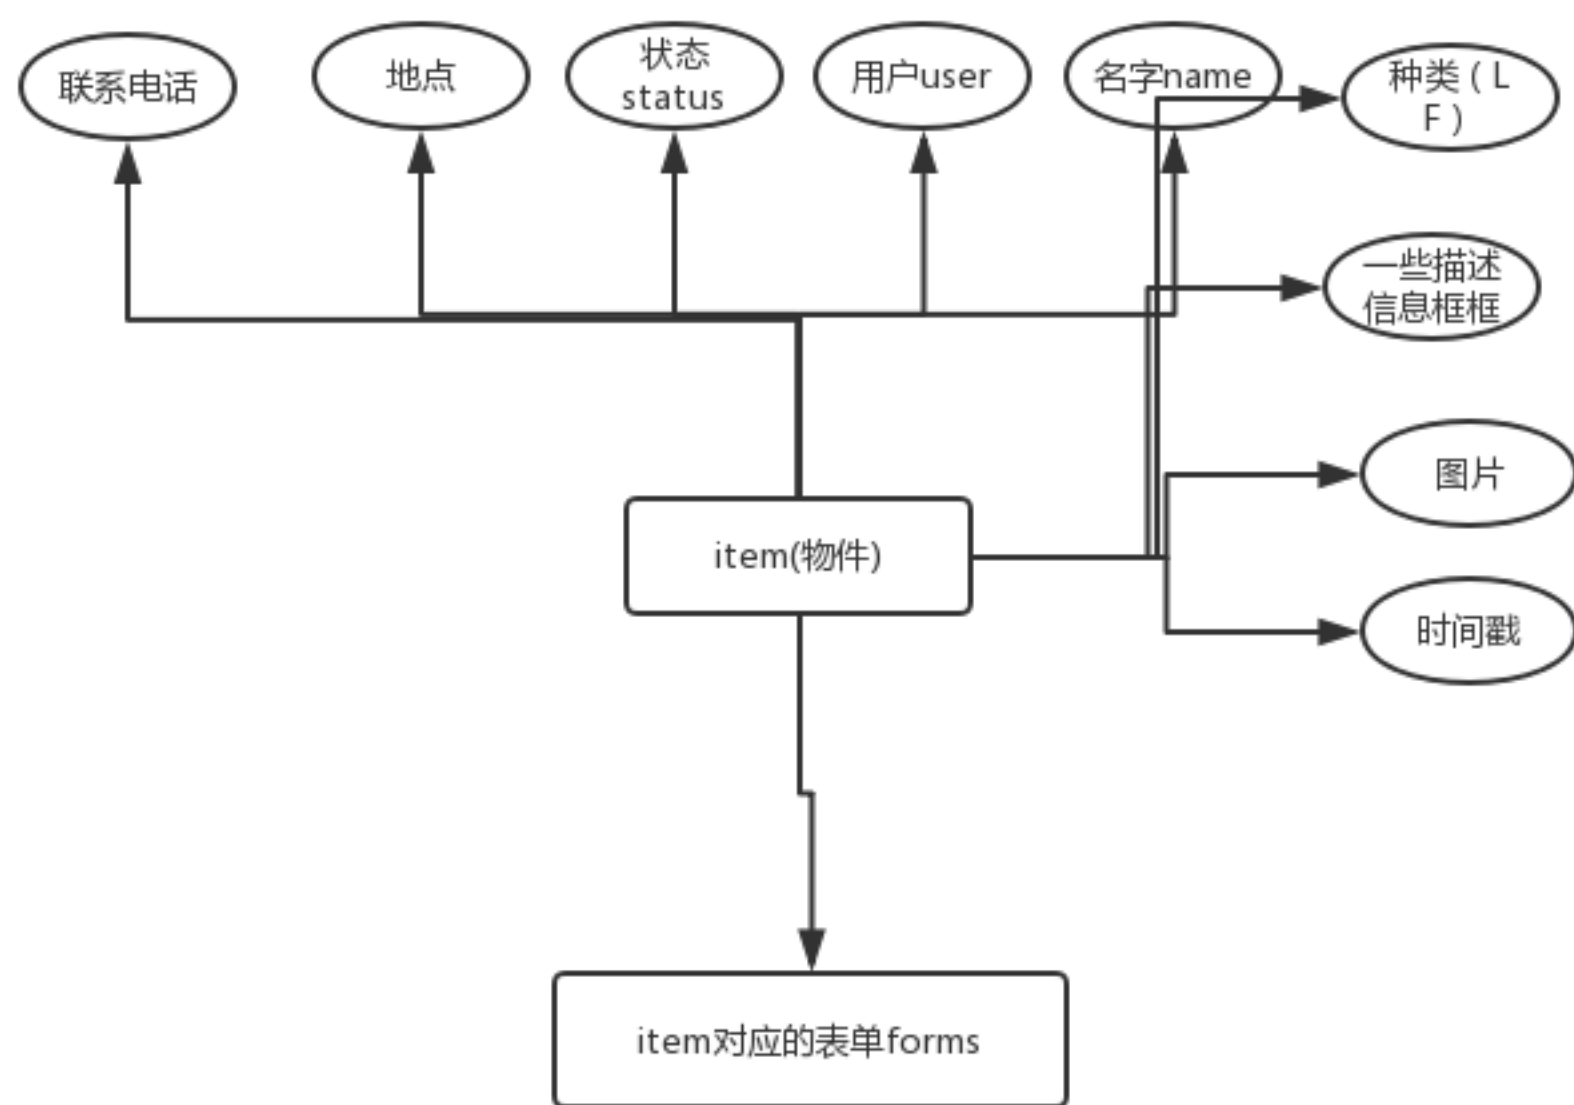 联系电话
地点
状态
status
用户user
名字name
种类（L
F）
一些描述
信息框框
图片
item(物件)
时间戳
item对应的表单forms